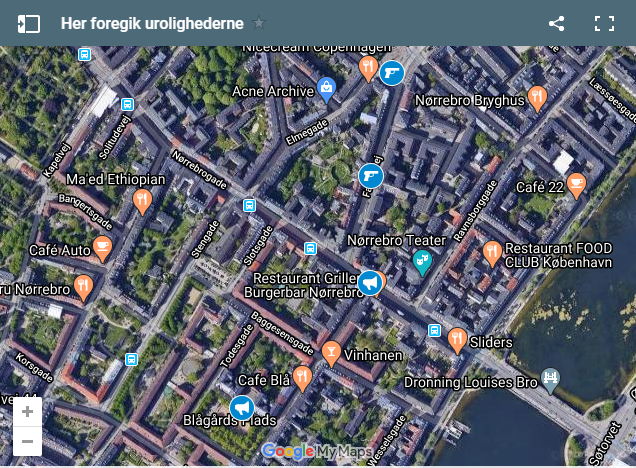 Her foregik urolighederne
Nicecream Copenhagen
Acne Archive
Nørrebro Bryghus
Læssøesgade
Elmegade
Solitudevej
Kapelvej
Nørrebrogade
Ma'ed Ethiopian
Café 22
Bangertsgade
Ravnsborggade
Stengade
Slotsgade
Café Auto
Nørrebro Teater
Restaurant FOOD
CLUB København
Restaurant Griller
Burgerbar Nørrebro
ru Nørrebro
Baggesensgade
Todesgade
Sliders
Vinhanen
Korsgade
Cafe Blå
Dronning Louises Bro
Blågårds Plads
Wesselsgade
Søtorvet
Google My Maps